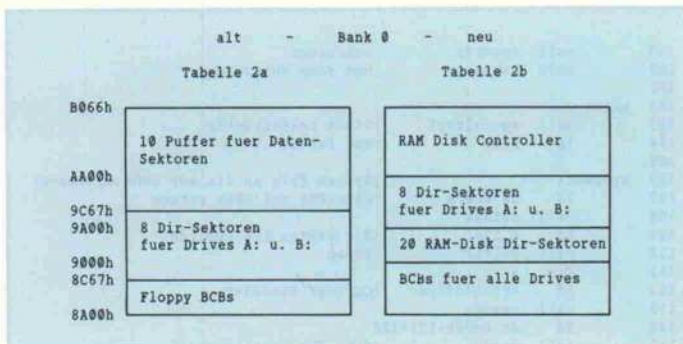 alt - Bank 0 - neu
Tabelle 2a Tabelle 2b
B066h
10 Puffer fuer Daten-
Sektoren
RAM Disk Controller
AA00h
9C67h
9A00h
8 Dir-Sektoren
fuer Drives A: u. B:
8 Dir-Sektoren
fuer Drives A: u. B:
20 RAM-Disk Dir-Sektoren
9000h
8C67h
BCBs fuer alle Drives
Floppy BCBs
8A00h